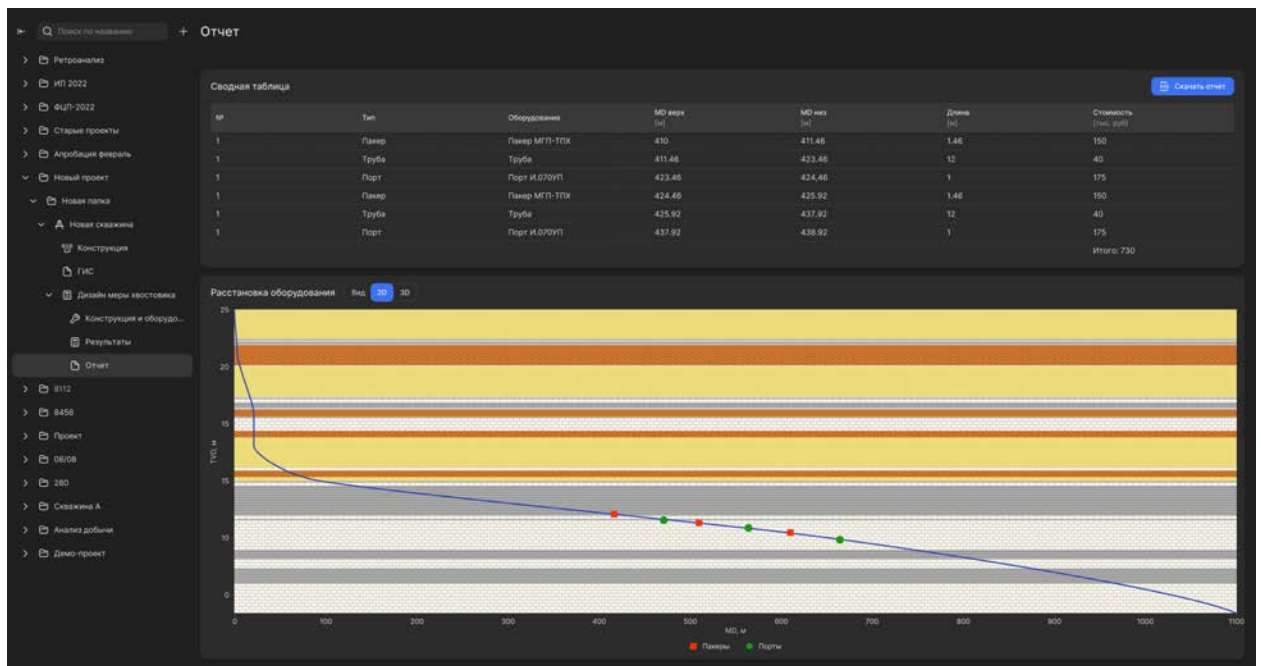 Поиск по названию
+ Отчет
Ретроанализ
ИП 2022
ФЦП-2022
Старые проекты
Апробация февраль
Новый проект
Новая папка
Новая скважина
Конструкция
ГИС
Дизайн меры хвостовика
Конструкция и оборудо...
Результаты
Отчет
8112
8456
Проект
08/08
280
Скважина А
Анализ добычи
Демо-проект
Сводная таблица
Скачать отчет
№ Тип Оборудование MD верх [м] MD низ [м] Длина [м] Стоимость [тыс. руб]
1 Пакер Пакер МГП-ТПХ 410 411.46 1.46 150
1 Труба Труба 411.46 423.46 12 40
1 Порт Порт И.070УП 423.46 424,46 1 175
1 Пакер Пакер МГП-ТПХ 424.46 425.92 1.46 150
1 Труба Труба 425.92 437.92 12 40
1 Порт Порт И.070УП 437.92 438.92 1 175
Итого: 730
Расстановка оборудования Вид 2D 3D
25
20
15
TVD, м
15
10
0
0 100 200 300 400 500 600 700 800 900 1000 1100
MD, м
Пакеры Порты